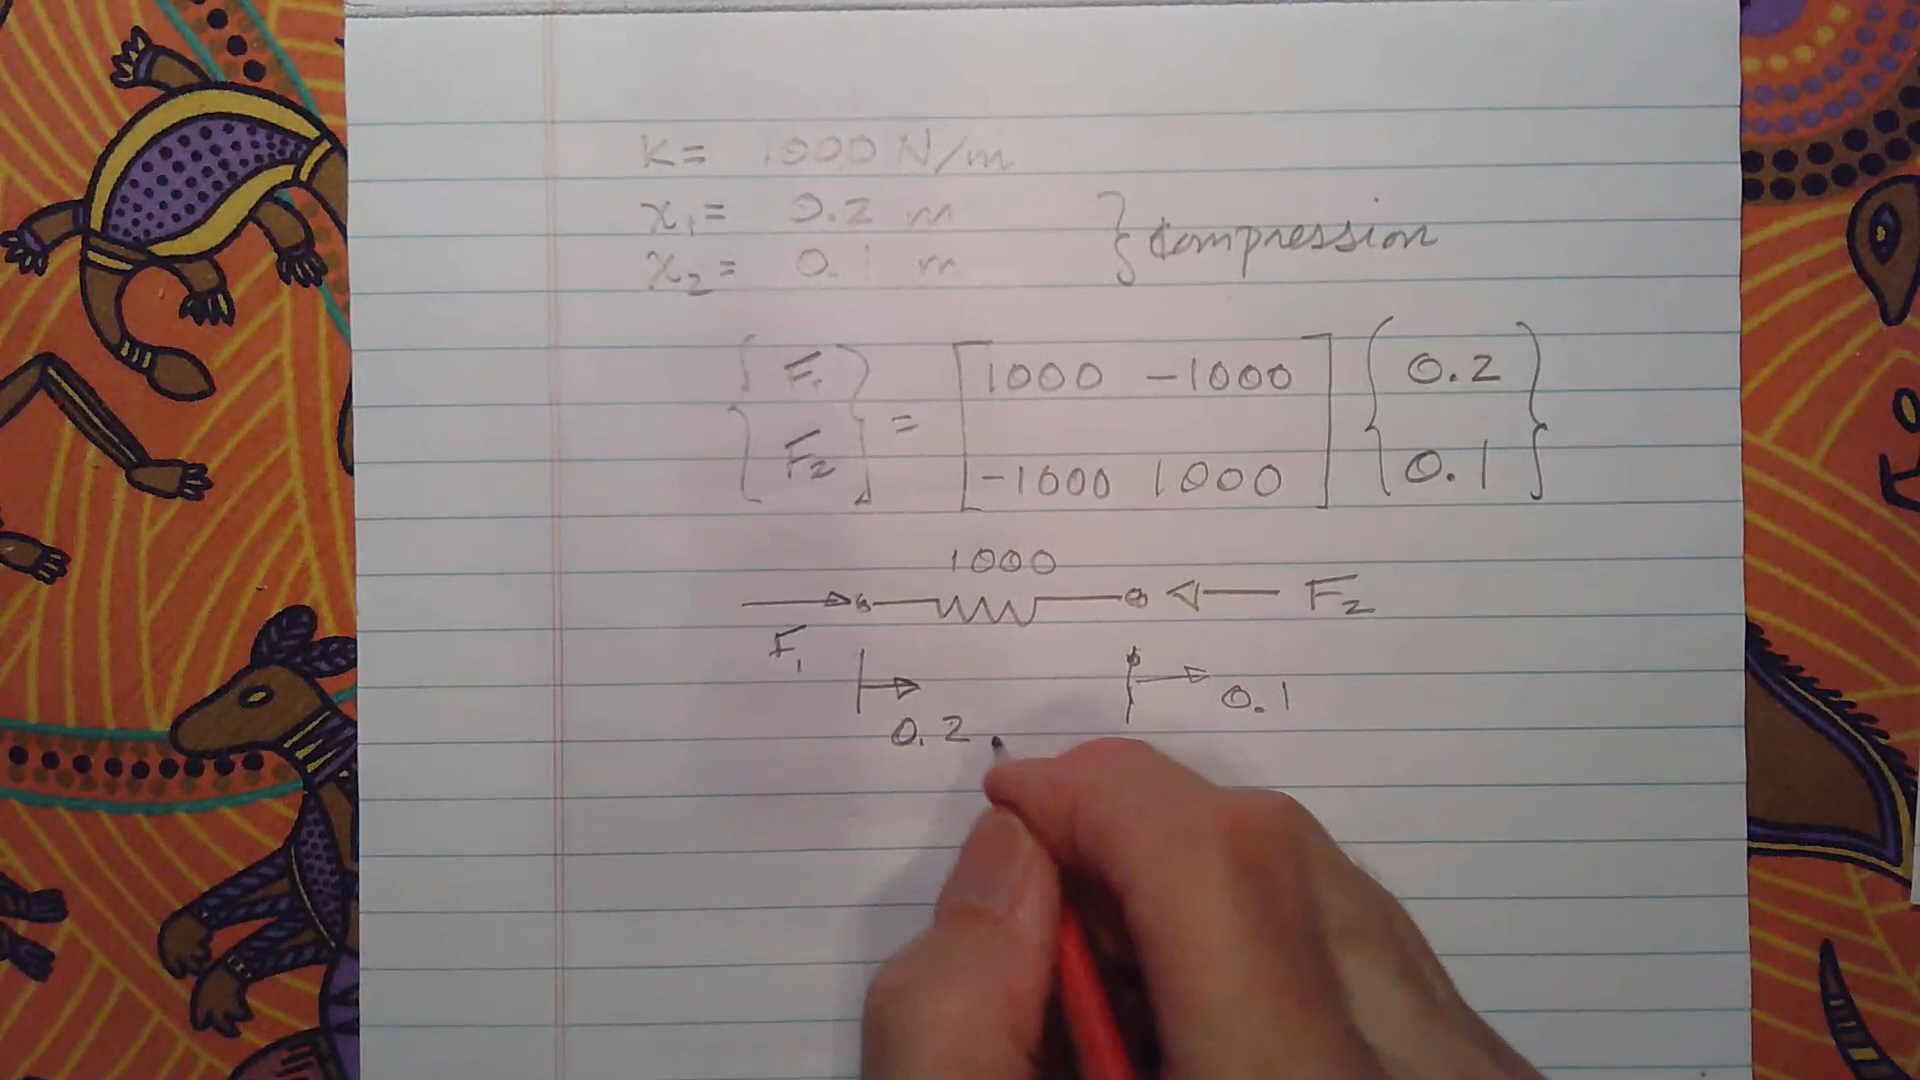 K = 1000 N/m
x₁ = 0.2 m
x₂ = 0.1 m
} compression
{F₁ F₂} = [1000 -1000
-1000 1000] {0.2 0.1}
1000
F₂
F₁
0.1
0.2